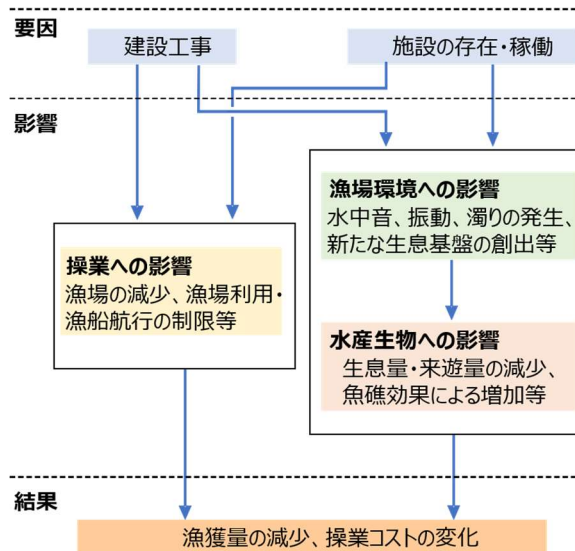 要因
建設工事
施設の存在・稼働
影響
漁場環境への影響
水中音、振動、濁りの発生、
新たな生息基盤の創出等
操業への影響
漁場の減少、漁場利用・
漁船航行の制限等
水産生物への影響
生息量・来遊量の減少、
魚礁効果による増加等
結果
漁獲量の減少、操業コストの変化